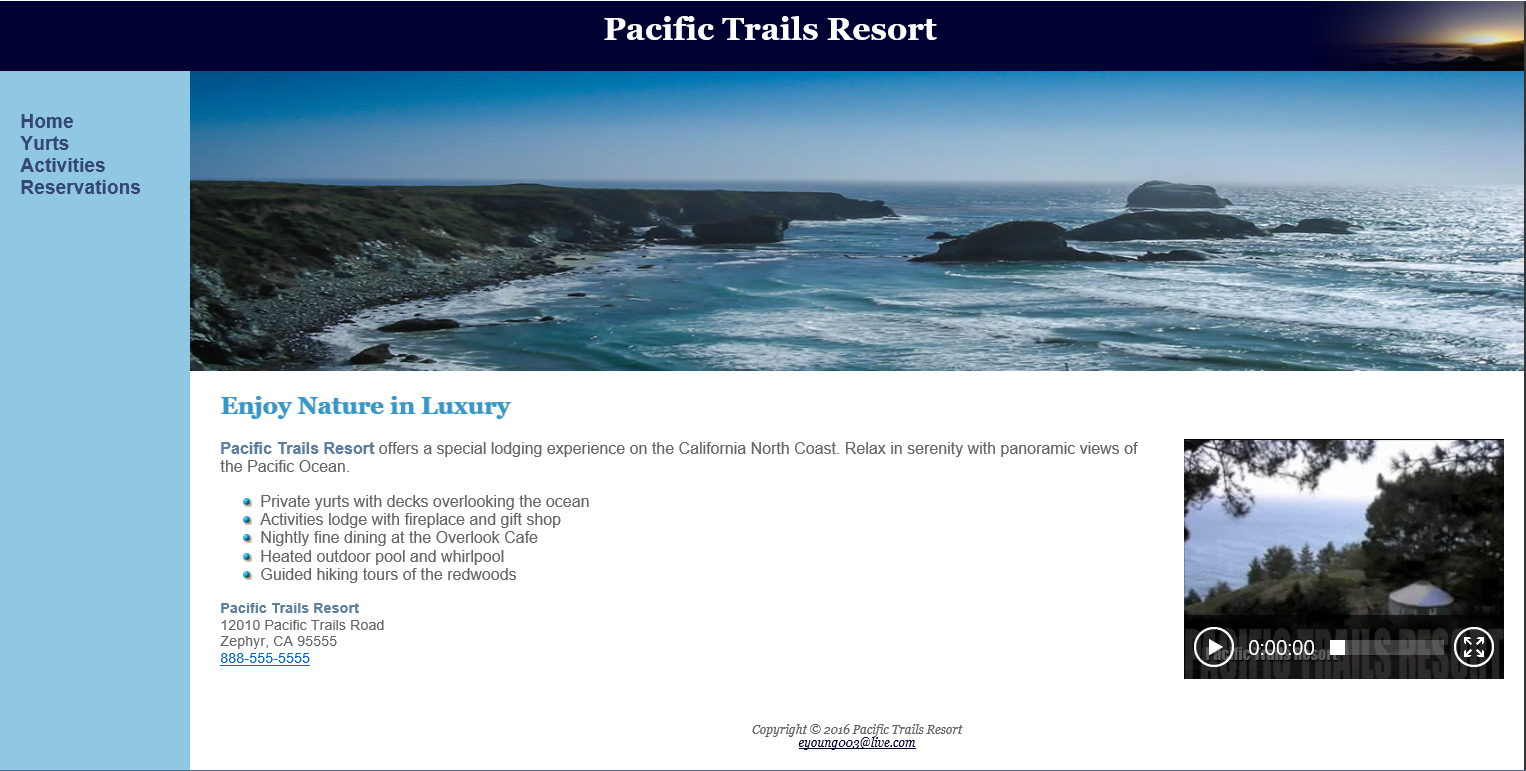 Pacific Trails Resort
Home
Yurts
Activities
Reservations
Enjoy Nature in Luxury
Pacific Trails Resort offers a special lodging experience on the California North Coast. Relax in serenity with panoramic views of
the Pacific Ocean.
Private yurts with decks overlooking the ocean
Activities lodge with fireplace and gift shop
Nightly fine dining at the Overlook Cafe
Heated outdoor pool and whirlpool
Guided hiking tours of the redwoods
Pacific Trails Resort
12010 Pacific Trails Road
Zephyr, CA 95555
888-555-5555
PACIFIC TRAILS RESORT
Pacific Trails Resort
0:00:00
Copyright © 2016 Pacific Trails Resort
eyoung003@live.com